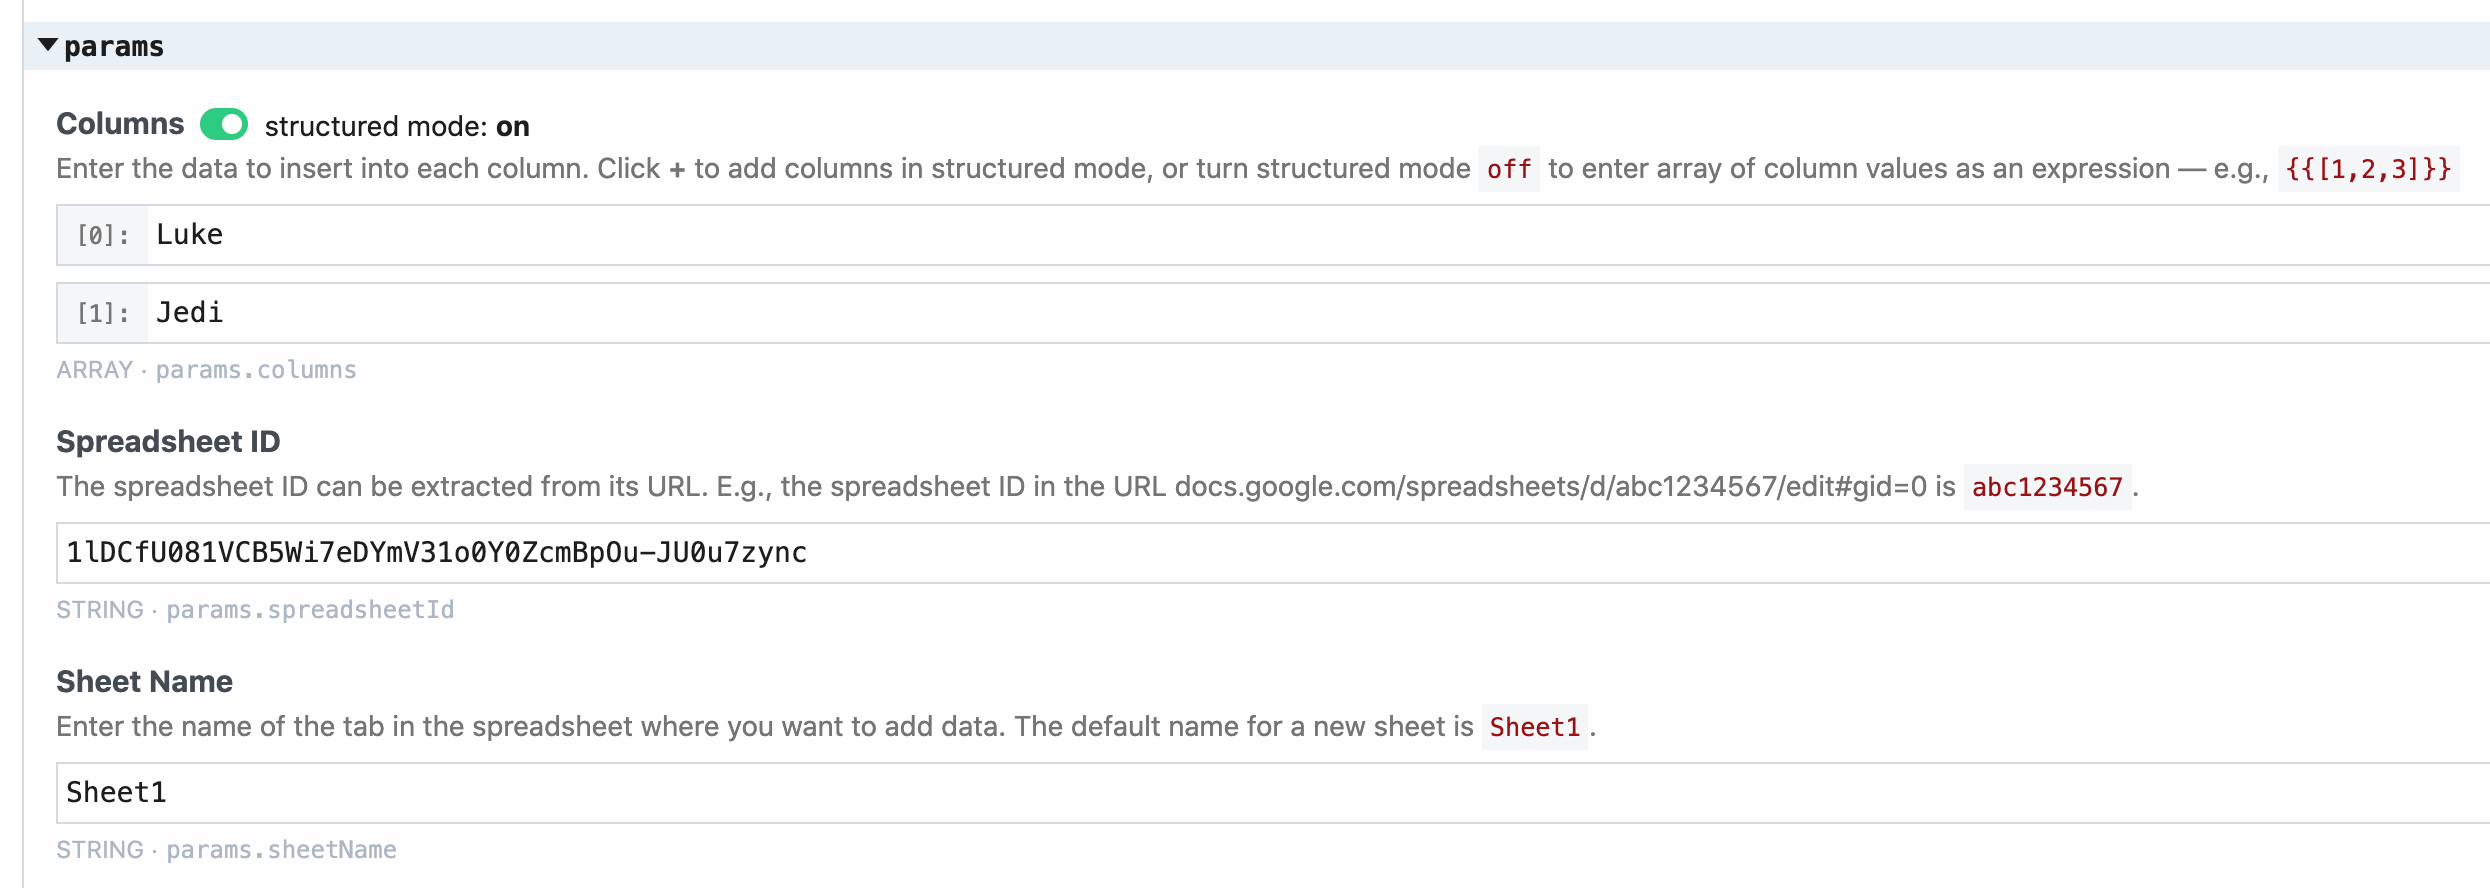 params
Columns structured mode: on
Enter the data to insert into each column. Click + to add columns in structured mode, or turn structured mode off to enter array of column values as an expression — e.g., {{[1,2,3]}}
[0]: Luke
[1]: Jedi
ARRAY · params.columns
Spreadsheet ID
The spreadsheet ID can be extracted from its URL. E.g., the spreadsheet ID in the URL docs.google.com/spreadsheets/d/abc1234567/edit#gid=0 is abc1234567.
1lDCfU081VCB5Wi7eDYmV31o0Y0ZcmBpOu-JU0u7zync
STRING · params.spreadsheetId
Sheet Name
Enter the name of the tab in the spreadsheet where you want to add data. The default name for a new sheet is Sheet1.
Sheet1
STRING · params.sheetName